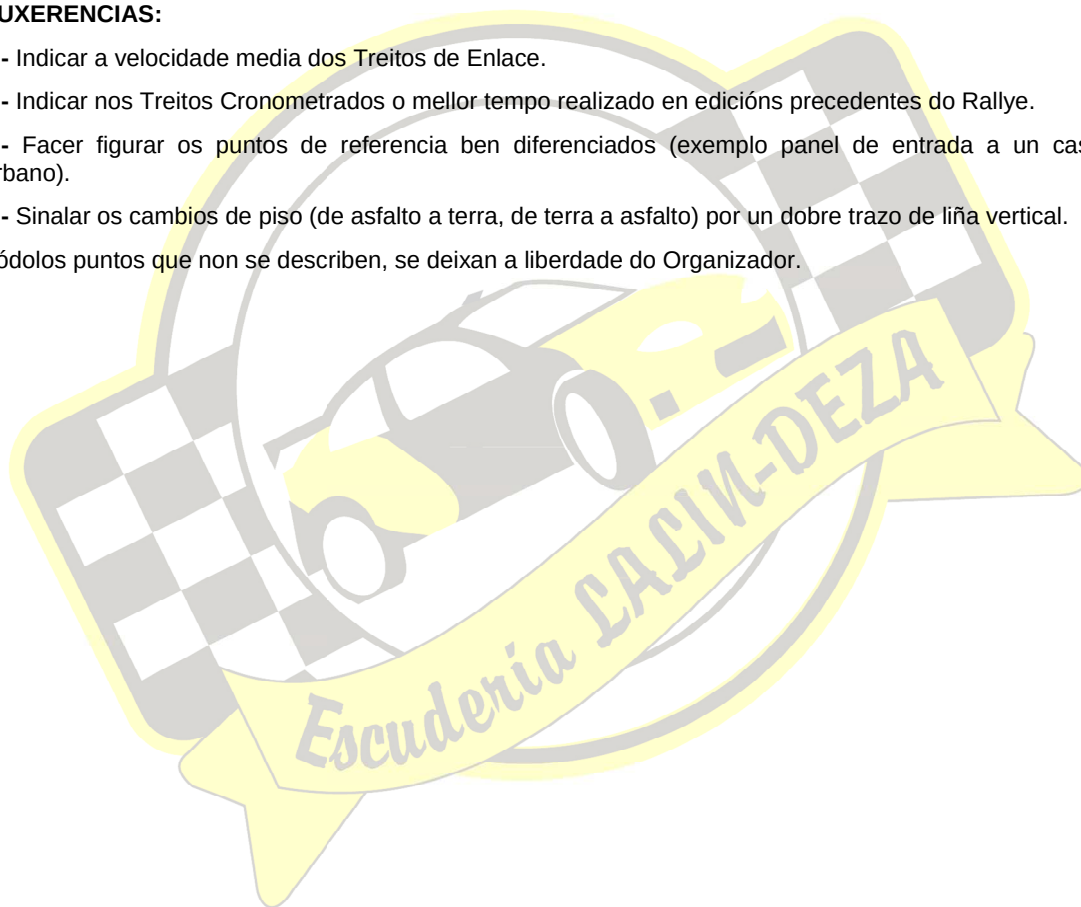 UXERENCIAS:
- Indicar a velocidade media dos Treitos de Enlace.
- Indicar nos Treitos Cronometrados o mellor tempo realizado en edicións precedentes do Rallye.
- Facer figurar os puntos de referencia ben diferenciados (exemplo panel de entrada a un cas
rbano).
- Sinalar os cambios de piso (de asfalto a terra, de terra a asfalto) por un dobre trazo de liña vertical.
ódolos puntos que non se describen, se deixan a liberdade do Organizador.
Escudería LALIN-DEZA